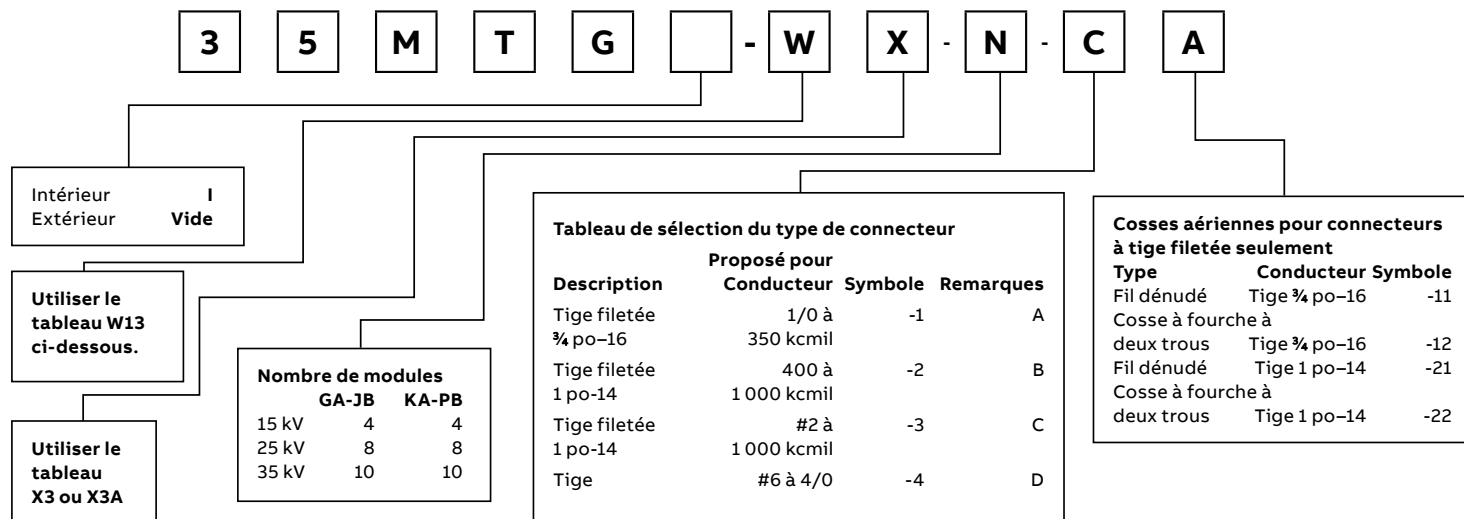 3 5 M T G - W X - N - C A
Intérieur I
Extérieur Vide
Utiliser le
tableau W13
ci-dessous.
Utiliser le
tableau
X3 ou X3A
Nombre de modules
GA-JB KA-PB
15 kV 4 4
25 kV 8 8
35 kV 10 10
Tableau de sélection du type de connecteur
Proposé pour
Description Conducteur Symbole Remarques
Tige filetée 1/0 à -1 A
¾ po–16 350 kcmil
Tige filetée 400 à -2 B
1 po-14 1 000 kcmil
Tige filetée #2 à -3 C
1 po-14 1 000 kcmil
Tige #6 à 4/0 -4 D
Cosses aériennes pour connecteurs
à tige filetée seulement
Type Conducteur Symbole
Fil dénudé Tige ¾ po–16 -11
Cosse à fourche à
deux trous Tige ¾ po–16 -12
Fil dénudé Tige 1 po–14 -21
Cosse à fourche à
deux trous Tige 1 po–14 -22